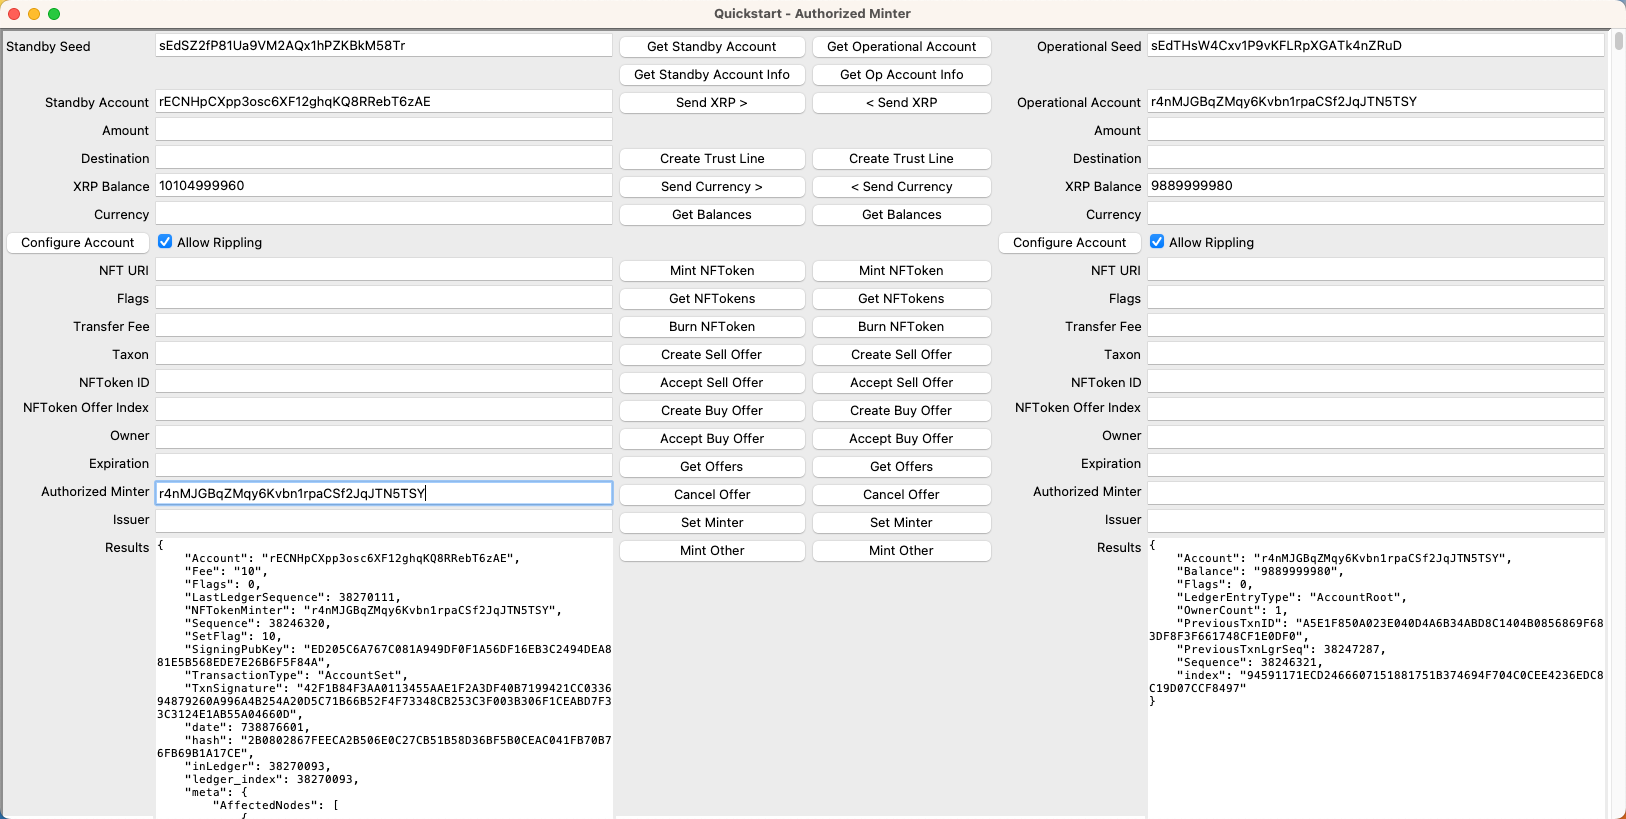 Quickstart - Authorized Minter
Standby Seed
sEdSZ2fP81Ua9VM2AQx1hPZKBkM58Tr
Get Standby Account
Get Operational Account
Operational Seed
sEdTHsW4Cxv1P9vKFLRpXGATk4nZRuD
Get Standby Account Info
Get Op Account Info
Standby Account
rECNHpCXpp3osc6XF12ghqKQ8RRebT6zAE
Send XRP >
< Send XRP
Operational Account
r4nMJGBqZMqy6Kvbn1rpaCSf2JqJTN5TSY
Amount
Amount
Destination
Create Trust Line
Create Trust Line
Destination
XRP Balance
10104999960
Send Currency >
< Send Currency
XRP Balance
9889999980
Currency
Get Balances
Get Balances
Currency
Configure Account
Allow Rippling
Configure Account
Allow Rippling
NFT URI
Mint NFToken
Mint NFToken
NFT URI
Flags
Get NFTokens
Get NFTokens
Flags
Transfer Fee
Burn NFToken
Burn NFToken
Transfer Fee
Taxon
Create Sell Offer
Create Sell Offer
Taxon
NFToken ID
Accept Sell Offer
Accept Sell Offer
NFToken ID
NFToken Offer Index
Create Buy Offer
Create Buy Offer
NFToken Offer Index
Owner
Accept Buy Offer
Accept Buy Offer
Owner
Expiration
Get Offers
Get Offers
Expiration
Authorized Minter
r4nMJGBqZMqy6Kvbn1rpaCSf2JqJTN5TSY
Cancel Offer
Cancel Offer
Authorized Minter
Issuer
Set Minter
Set Minter
Issuer
Results
Mint Other
Mint Other
Results
{
"Account": "rECNHpCXpp3osc6XF12ghqKQ8RRebT6zAE",
"Fee": "10",
"Flags": 0,
"LastLedgerSequence": 38270111,
"NFTokenMinter": "r4nMJGBqZMqy6Kvbn1rpaCSf2JqJTN5TSY",
"Sequence": 38246320,
"SetFlag": 10,
"SigningPubKey": "ED205C6A767C081A949DF0F1A56DF16EB3C2494DEA8
81E5B568EDE7E26B6F5F84A",
"TransactionType": "AccountSet",
"TxnSignature": "42F1B84F3AA0113455AAE1F2A3DF40B7199421CC0336
94879260A996A4B254A20D5C71B66B52F4F73348CB253C3F003B306F1CEABD7F3
3C3124E1AB55A04660D",
"date": 738876601,
"hash": "2B0802867FEECA2B506E0C27CB51B58D36BF5B0CEAC041FB70B7
6FB69B1A17CE",
"inLedger": 38270093,
"ledger_index": 38270093,
"meta": {
"AffectedNodes": [
{
{
"Account": "r4nMJGBqZMqy6Kvbn1rpaCSf2JqJTN5TSY",
"Balance": "9889999980",
"Flags": 0,
"LedgerEntryType": "AccountRoot",
"OwnerCount": 1,
"PreviousTxnID": "A5E1F850A023E040D4A6B34ABD8C1404B0856869F68
3DF8F3F661748CF1E0DF0",
"PreviousTxnLgrSeq": 38247287,
"Sequence": 38246321,
"index": "94591171ECD2466607151881751B374694F704C0CEE4236EDC8
C19D07CCF8497"
}